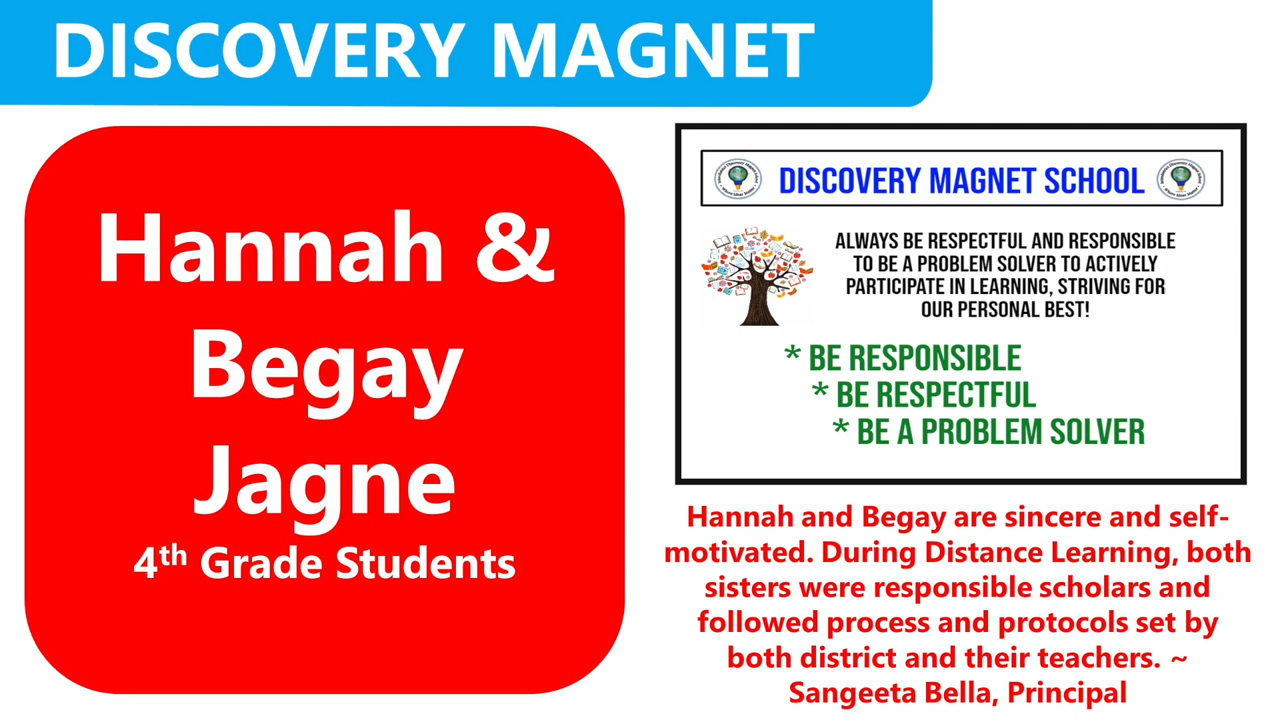 DISCOVERY MAGNET
Hannah &
Begay
Jagne
4th Grade Students
DISCOVERY MAGNET SCHOOL
ALWAYS BE RESPECTFUL AND RESPONSIBLE
TO BE A PROBLEM SOLVER TO ACTIVELY
PARTICIPATE IN LEARNING, STRIVING FOR
OUR PERSONAL BEST!
* BE RESPONSIBLE
* BE RESPECTFUL
* BE A PROBLEM SOLVER
Hannah and Begay are sincere and self-
motivated. During Distance Learning, both
sisters were responsible scholars and
followed process and protocols set by
both district and their teachers. ~
Sangeeta Bella, Principal